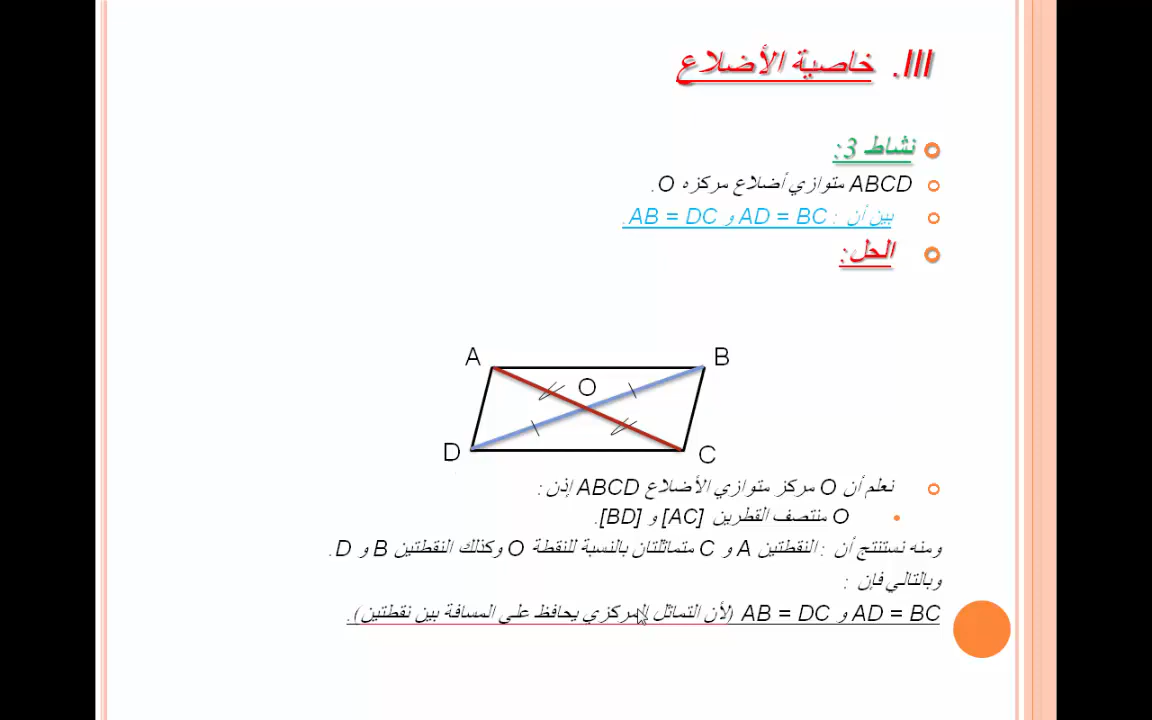 III. خاصية الأضلاع
نشاط 3:
ABCD متوازي أضلاع مركزه O.
بين أن : AD = BC و AB = DC.
الحل:
A
B
O
D
C
نعلم أن O مركز متوازي الأضلاع ABCD إذن :
O منتصف القطرين [AC] و [BD].
ومنه نستنتج أن : النقطتين A و C متماثلتان بالنسبة للنقطة O وكذلك النقطتين B و D.
وبالتالي فإن :
AD = BC و AB = DC (لأن التماثل المركزي يحافظ على المسافة بين نقطتين).